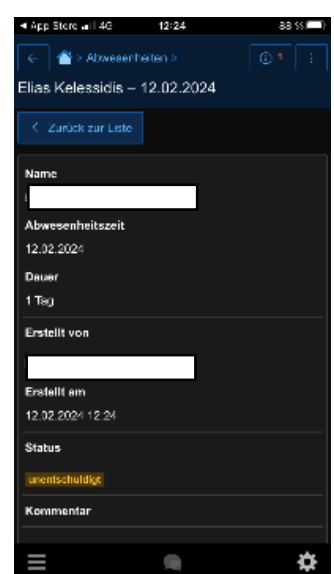 ◄ App Store 4G 12:24 88 %
> Abwesenheiten >
Elias Kelessidis – 12.02.2024
Zurück zur Liste
Name
Abwesenheitszeit
12.02.2024
Dauer
1 Tag
Erstellt von
Erstellt am
12.02.2024 12:24
Status
unentschuldigt
Kommentar